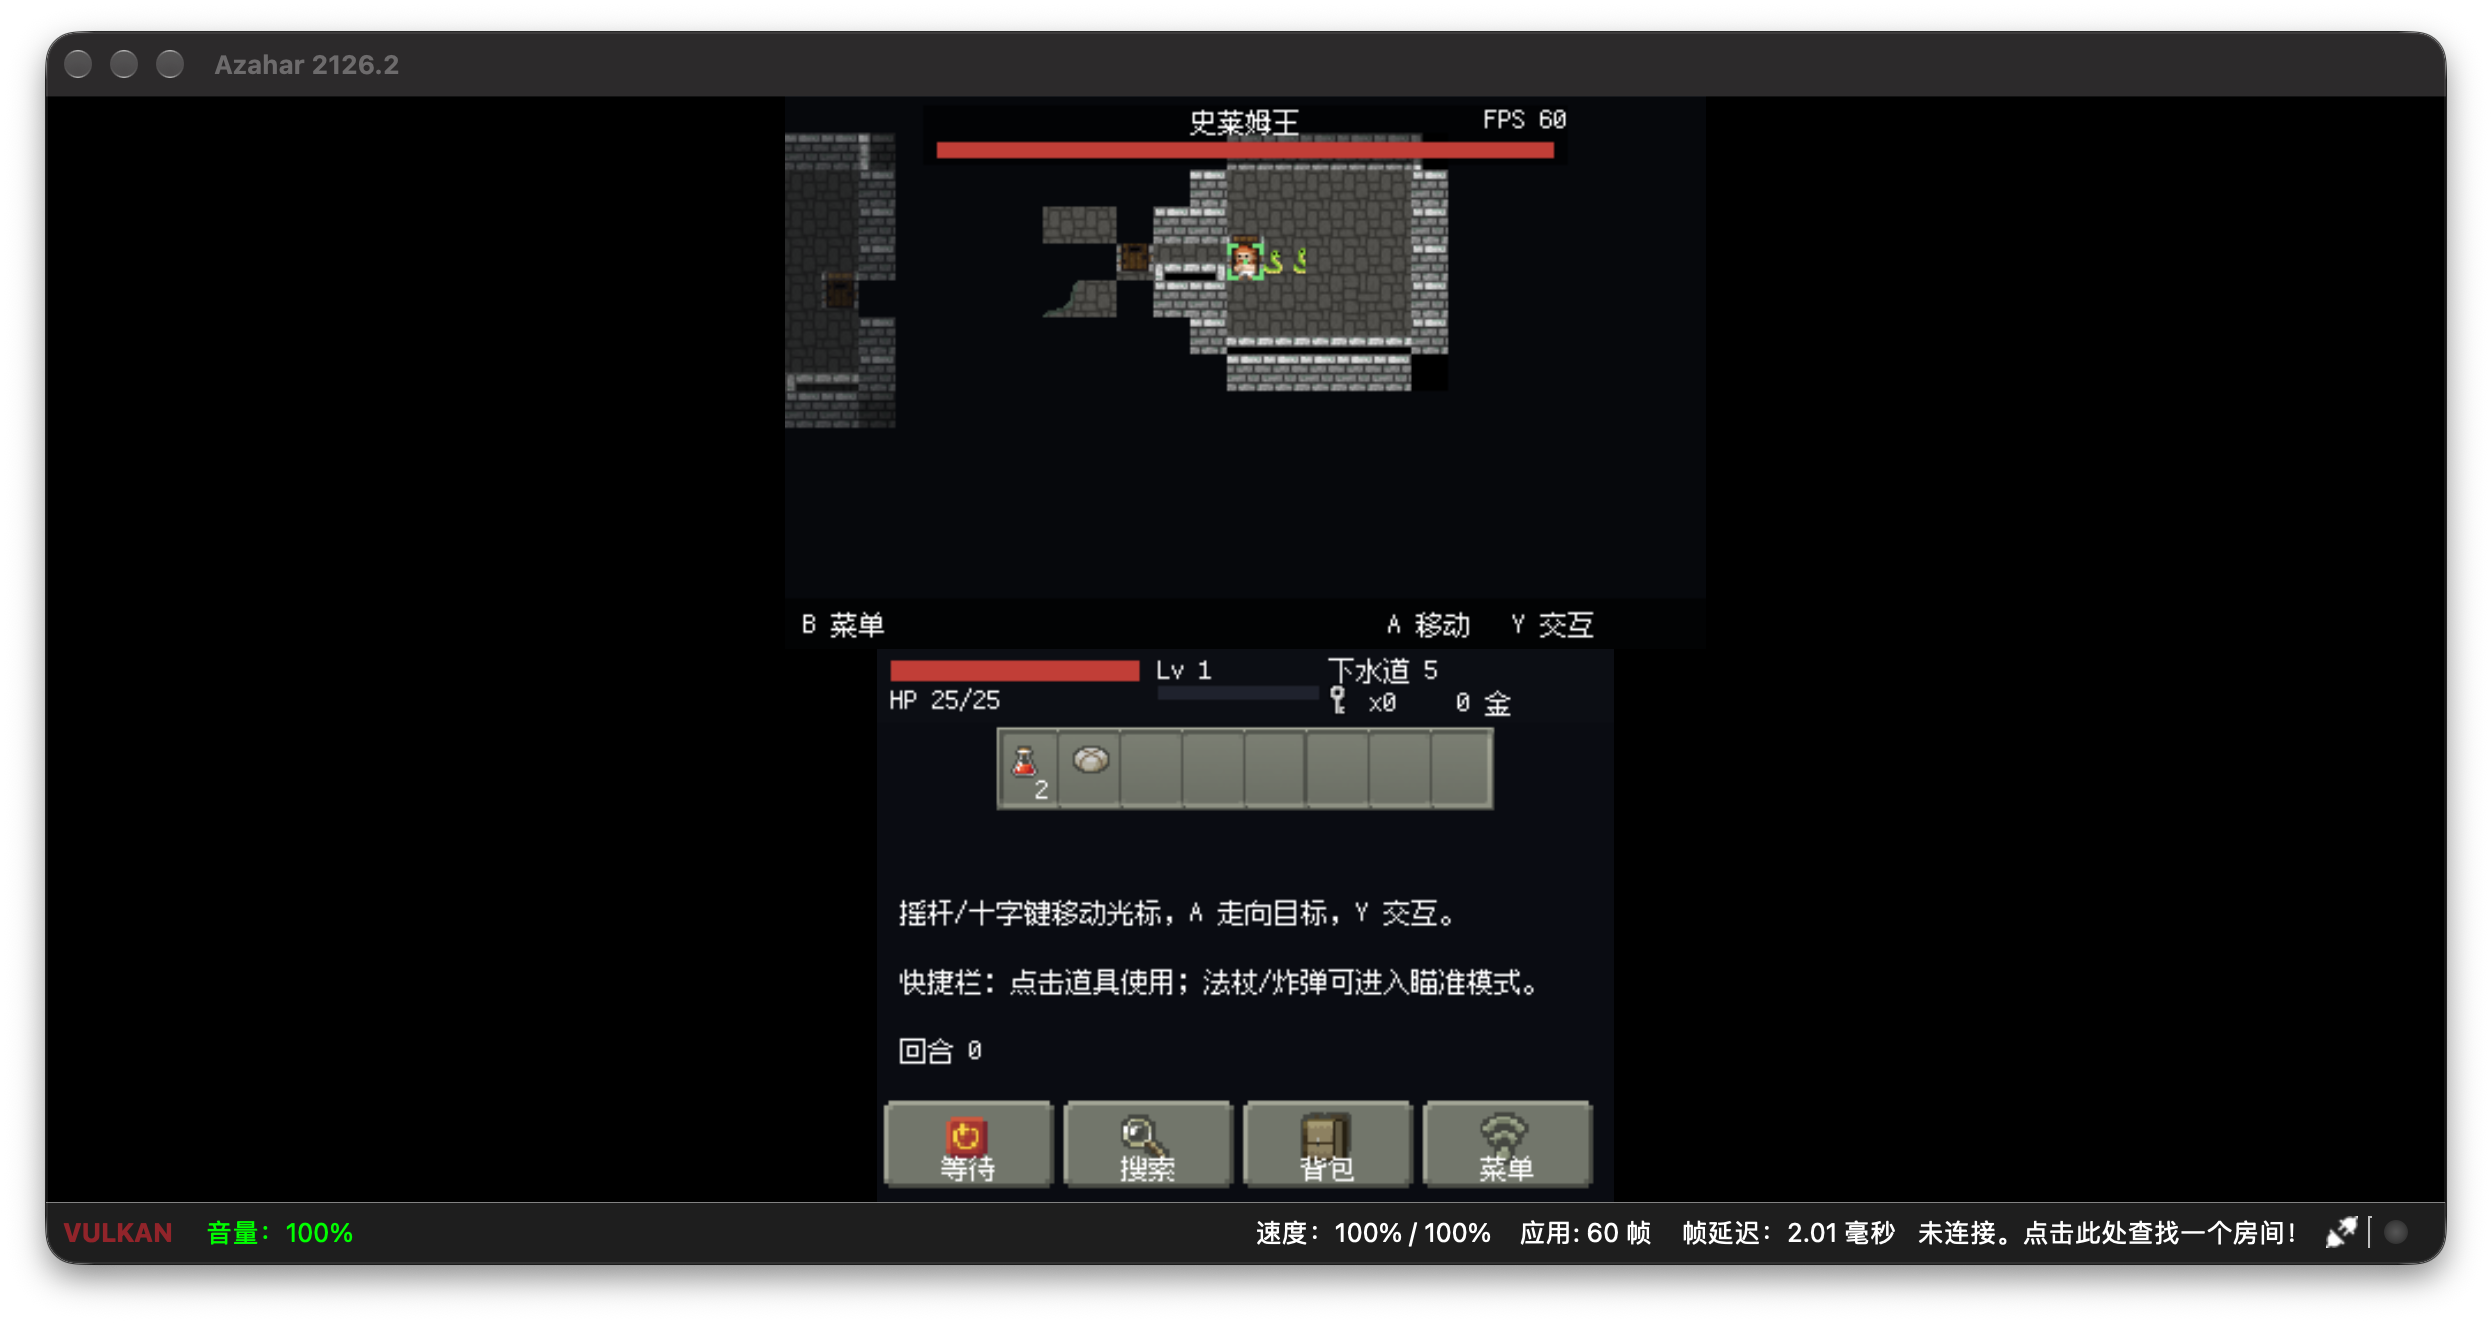 Azahar 2126.2
史莱姆王 FPS 60
B 菜单 A 移动 Y 交互
Lv 1 下水道 5
HP 25/25 x0 0 金
2
摇杆/十字键移动光标，A 走向目标，Y 交互。
快捷栏：点击道具使用；法杖/炸弹可进入瞄准模式。
回合 0
等待 搜索 背包 菜单
VULKAN 音量：100% 速度：100% / 100% 应用: 60 帧 帧延迟：2.01 毫秒 未连接。点击此处查找一个房间！